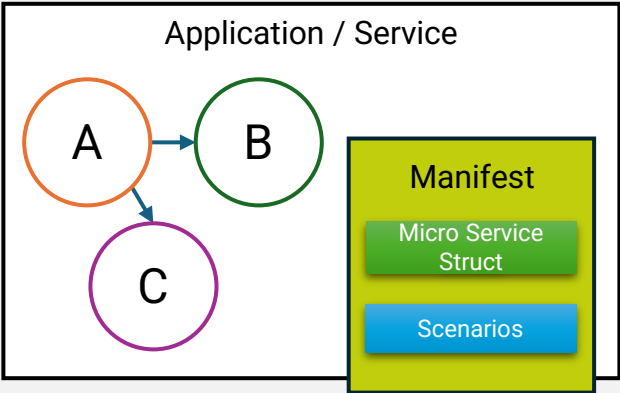 Application / Service
A
B
C
Manifest
Micro Service
Struct
Scenarios